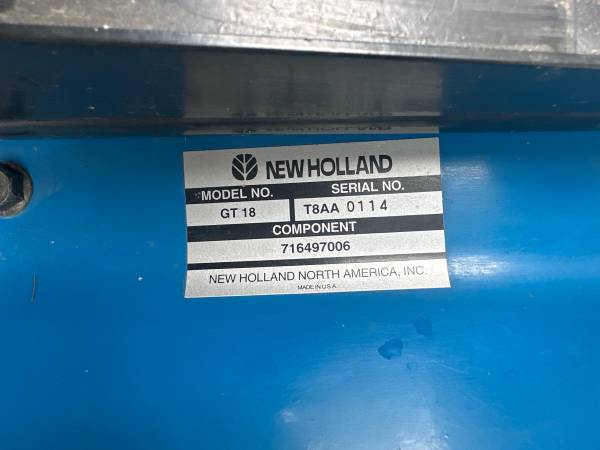 NEW HOLLAND
MODEL NO. SERIAL NO.
GT 18 T8AA 0114
COMPONENT
716497006
NEW HOLLAND NORTH AMERICA, INC.
MADE IN U.S.A.